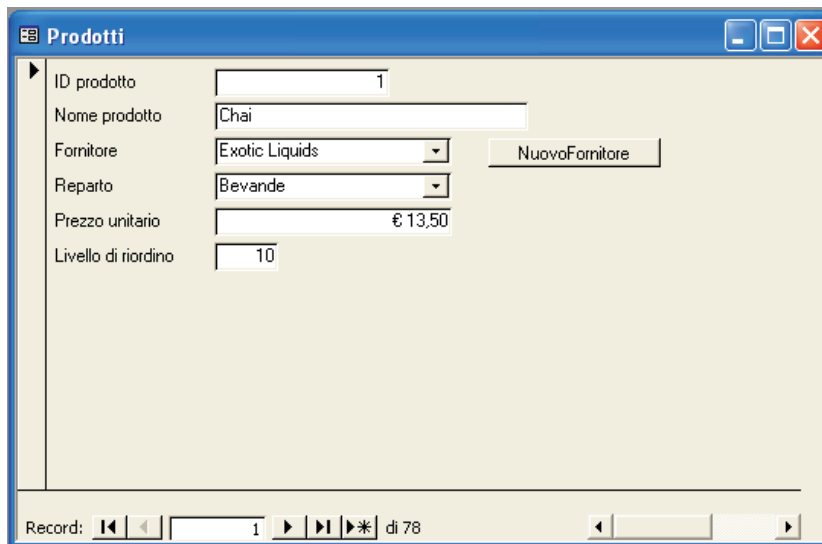 Prodotti
ID prodotto 1
Nome prodotto Chai
Fornitore Exotic Liquids NuovoFornitore
Reparto Bevande
Prezzo unitario € 13,50
Livello di riordino 10
Record: 1 di 78